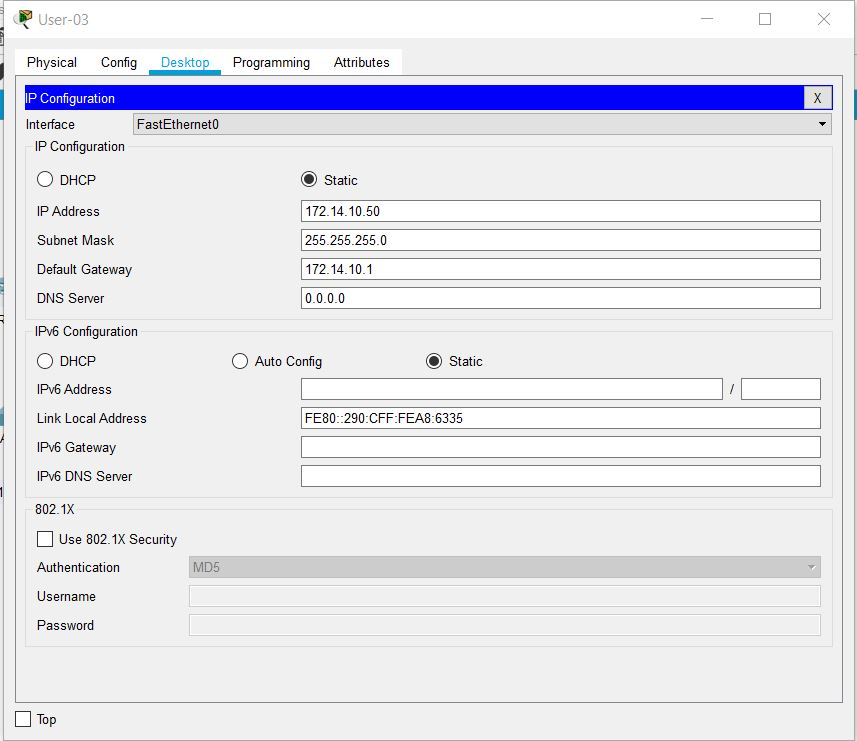 User-03
Physical Config Desktop Programming Attributes
IP Configuration X
Interface FastEthernet0
IP Configuration
DHCP Static
IP Address 172.14.10.50
Subnet Mask 255.255.255.0
Default Gateway 172.14.10.1
DNS Server 0.0.0.0
IPv6 Configuration
DHCP Auto Config Static
IPv6 Address /
Link Local Address FE80::290:CFF:FEA8:6335
IPv6 Gateway
IPv6 DNS Server
802.1X
Use 802.1X Security
Authentication MD5
Username
Password
Top